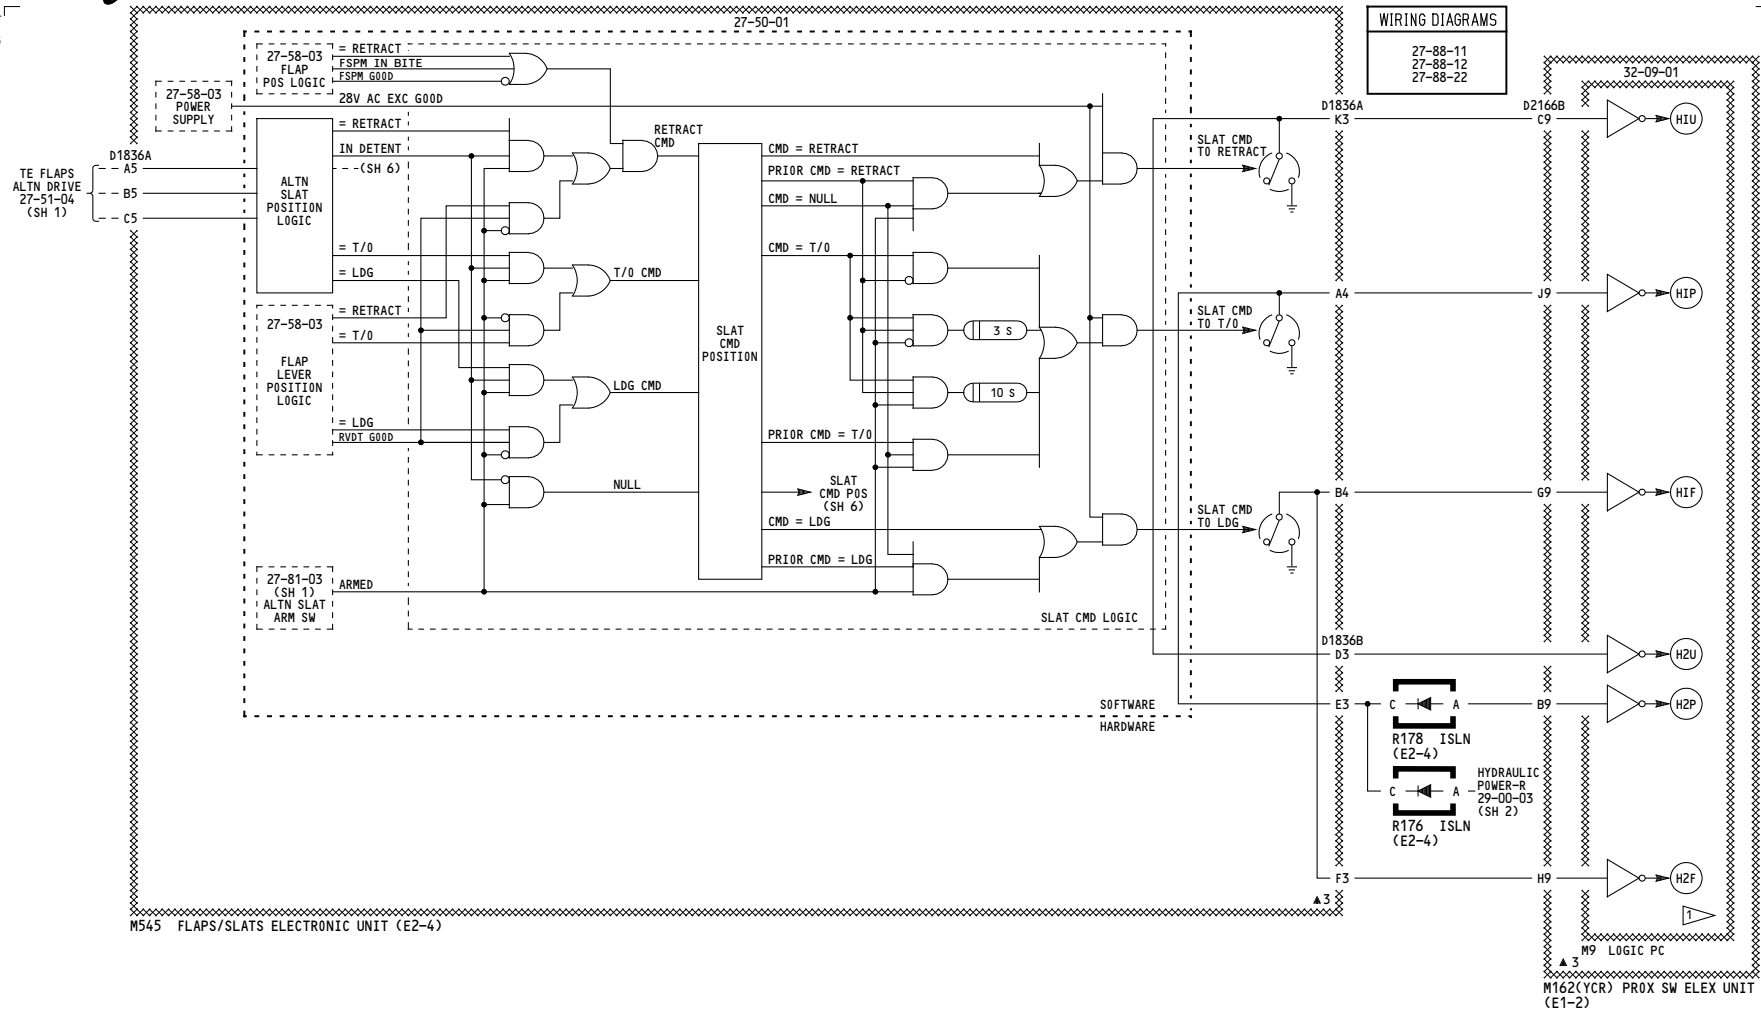 27-50-01
WIRING DIAGRAMS
27-88-11
27-88-12
27-88-22
27-58-03
FLAP
POS LOGIC
= RETRACT
FSPM IN BITE
FSPM GOOD
27-58-03
POWER
SUPPLY
28V AC EXC GOOD
TE FLAPS
ALTN DRIVE
27-51-04
(SH 1)
D1836A
A5
B5
C5
ALTN
SLAT
POSITION
LOGIC
= RETRACT
IN DETENT
(SH 6)
= T/O
= LDG
27-58-03
FLAP
LEVER
POSITION
LOGIC
= RETRACT
= T/O
= LDG
RVDT GOOD
27-81-03
(SH 1)
ALTN SLAT
ARM SW
ARMED
RETRACT
CMD
T/O CMD
LDG CMD
NULL
SLAT
CMD
POSITION
CMD = RETRACT
PRIOR CMD = RETRACT
CMD = NULL
CMD = T/O
3 S
10 S
PRIOR CMD = T/O
SLAT
CMD POS
(SH 6)
CMD = LDG
PRIOR CMD = LDG
SLAT CMD LOGIC
SOFTWARE
HARDWARE
SLAT CMD
TO RETRACT
SLAT CMD
TO T/O
SLAT CMD
TO LDG
D1836A
K3
A4
B4
D1836B
D3
E3
F3
3
C A
R178 ISLN
(E2-4)
C A
R176 ISLN
(E2-4)
HYDRAULIC
POWER-R
29-00-03
(SH 2)
32-09-01
D2166B
C9
J9
G9
B9
H9
HIU
HIP
HIF
H2U
H2P
H2F
1
M9 LOGIC PC
3
M162(YCR) PROX SW ELEX UNIT
(E1-2)
M545 FLAPS/SLATS ELECTRONIC UNIT (E2-4)